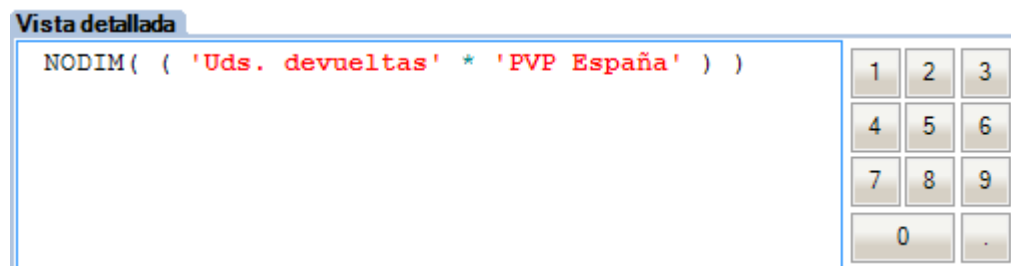 Vista detallada
NODIM( ( 'Uds. devueltas' * 'PVP España' ) )
1 2 3
4 5 6
7 8 9
0 .